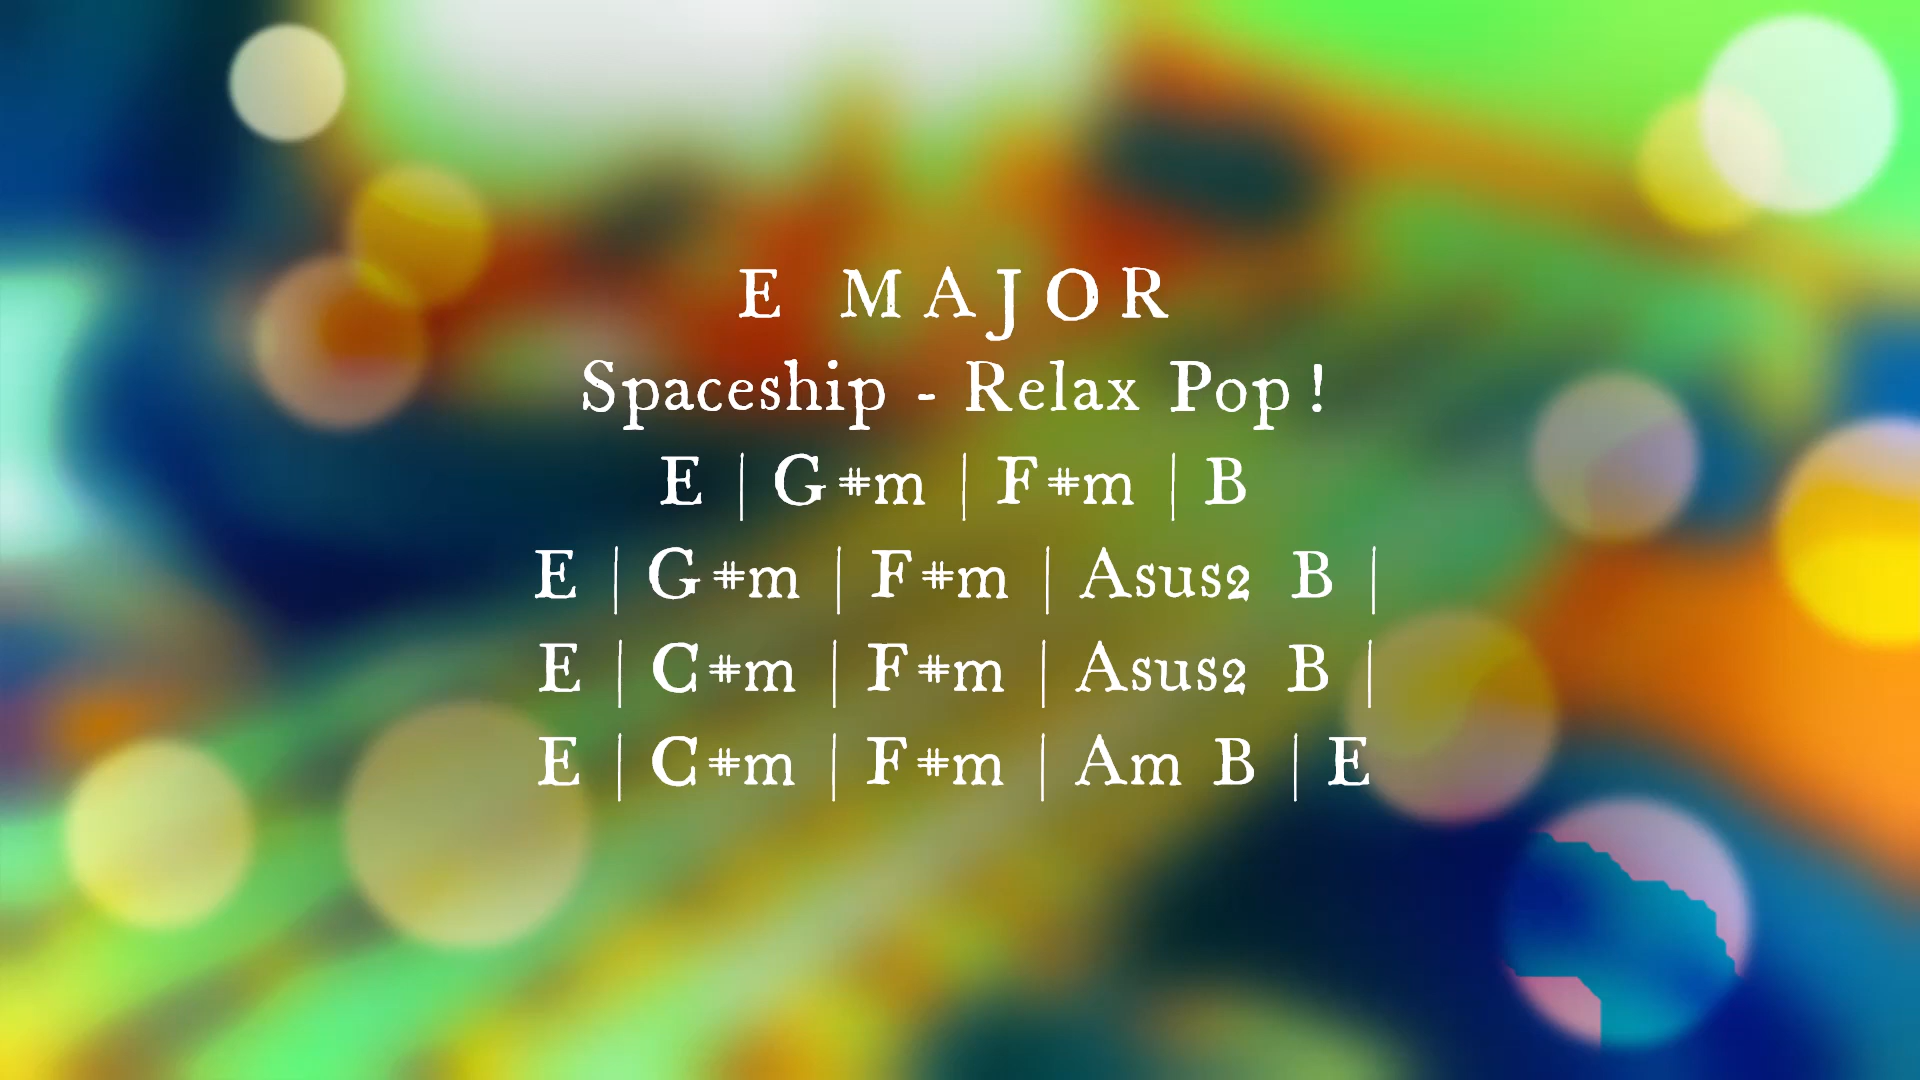 E MAJOR
Spaceship - Relax Pop !
E | G#m | F#m | B
E | G#m | F#m | Asus2 B |
E | C#m | F#m | Asus2 B |
E | C#m | F#m | Am B | E